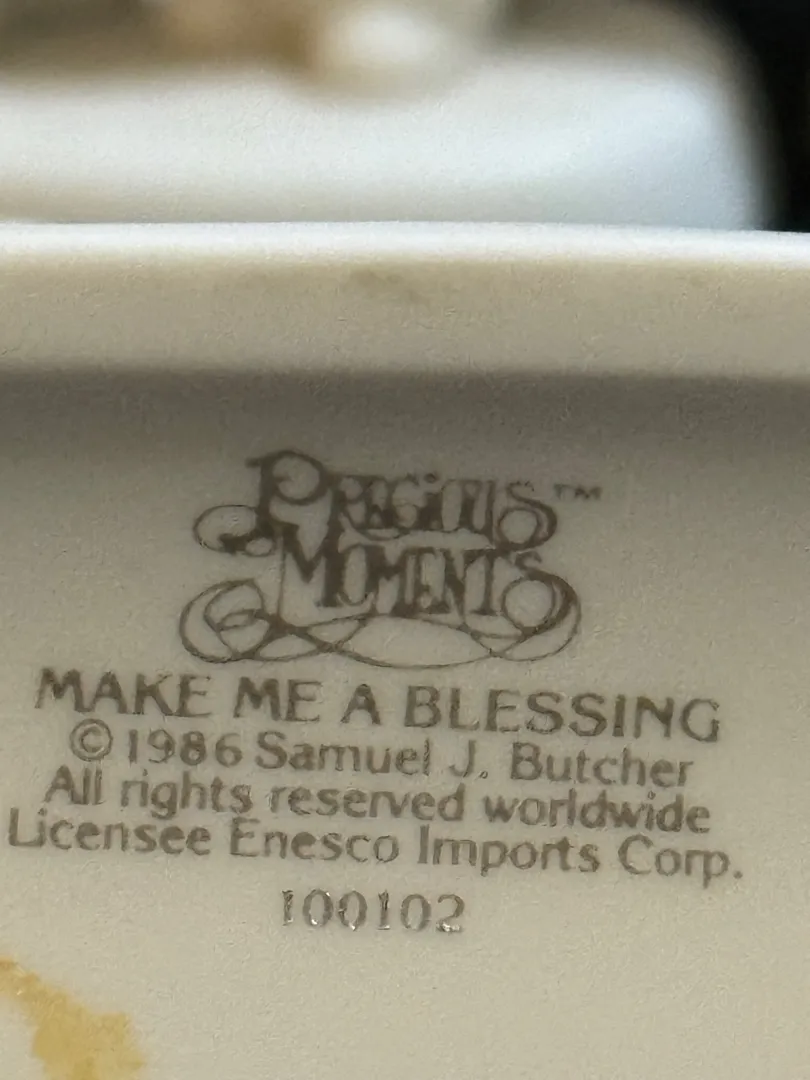 PRECIOUS™
MOMENTS
MAKE ME A BLESSING
©1986 Samuel J. Butcher
All rights reserved worldwide
Licensee Enesco Imports Corp.
100102